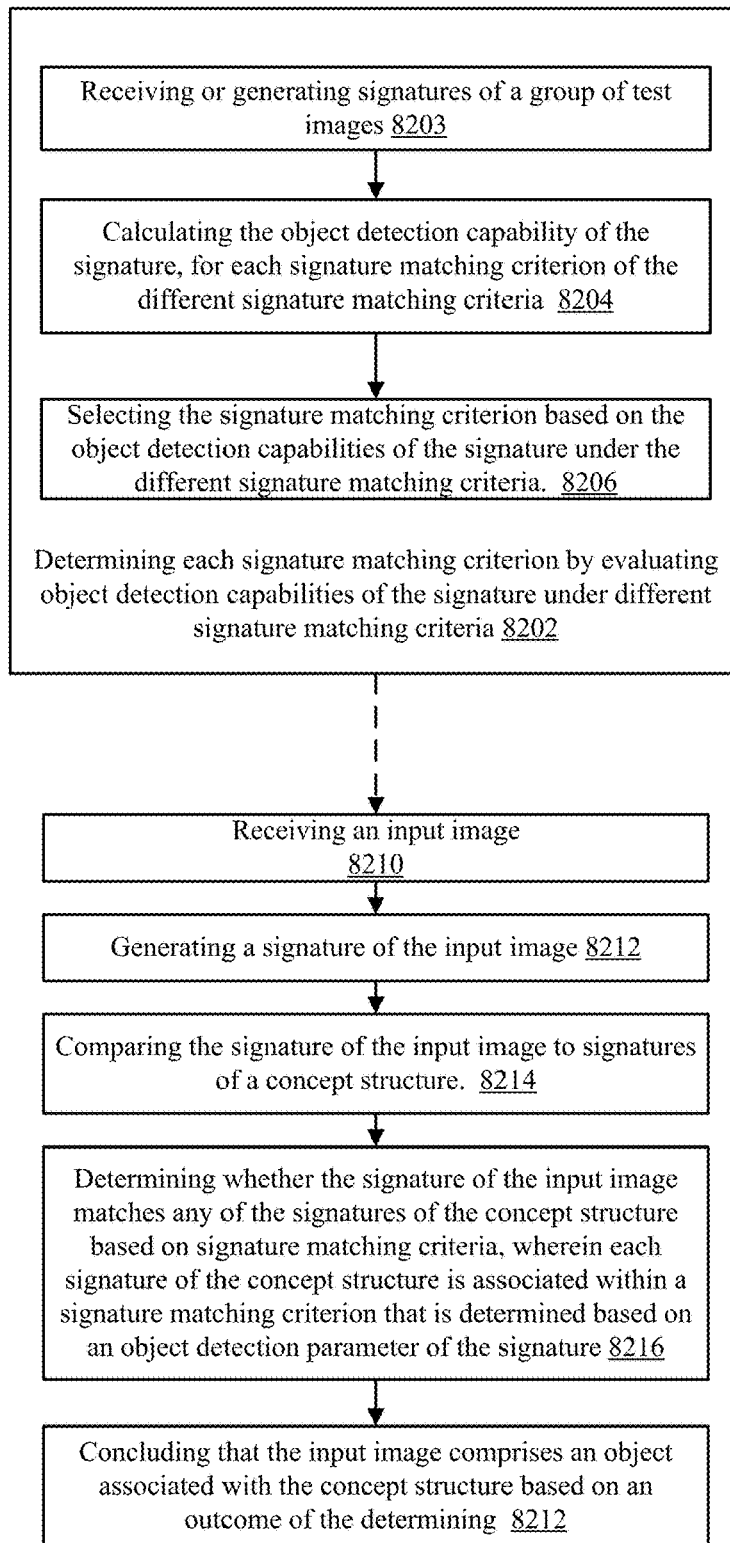 Receiving or generating signatures of a group of test
images 8203
Calculating the object detection capability of the
signature, for each signature matching criterion of the
different signature matching criteria 8204
Selecting the signature matching criterion based on the
object detection capabilities of the signature under the
different signature matching criteria. 8206
Determining each signature matching criterion by evaluating
object detection capabilities of the signature under different
signature matching criteria 8202
Receiving an input image
8210
Generating a signature of the input image 8212
Comparing the signature of the input image to signatures
of a concept structure. 8214
Determining whether the signature of the input image
matches any of the signatures of the concept structure
based on signature matching criteria, wherein each
signature of the concept structure is associated within a
signature matching criterion that is determined based on
an object detection parameter of the signature 8216
Concluding that the input image comprises an object
associated with the concept structure based on an
outcome of the determining 8212